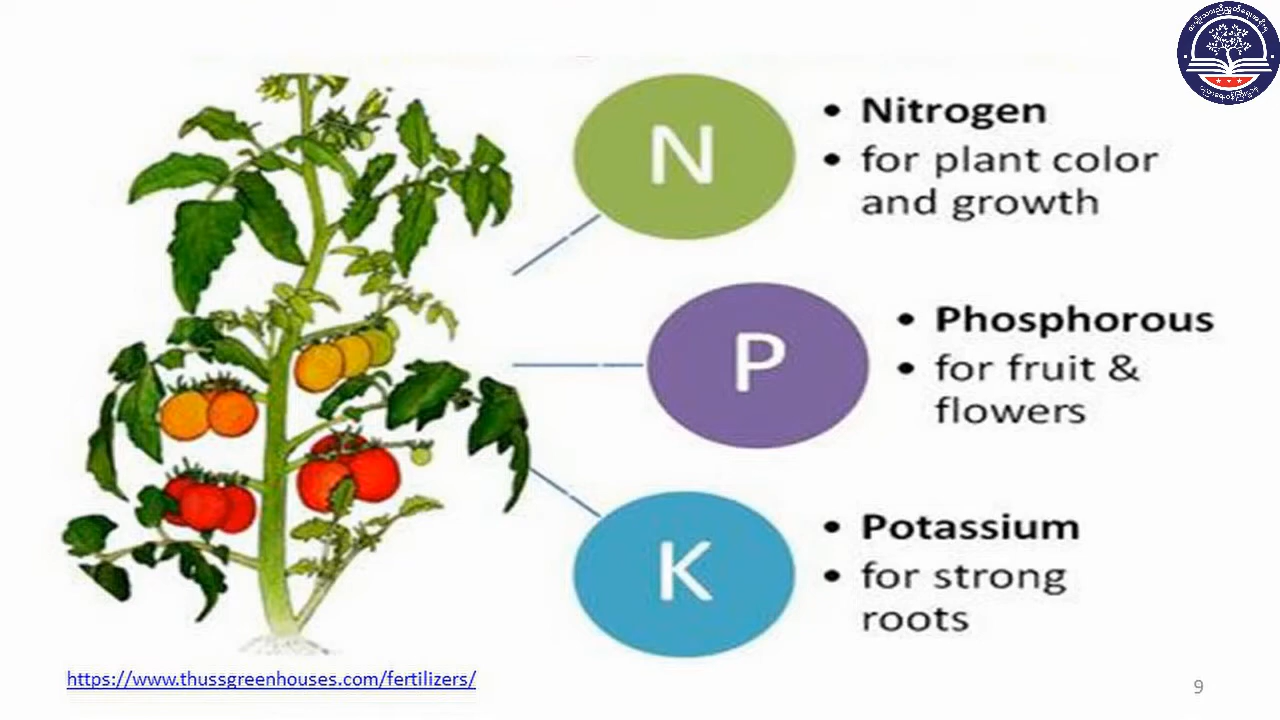 N
• Nitrogen
• for plant color
and growth
P
• Phosphorous
• for fruit &
flowers
K
• Potassium
• for strong
roots
https://www.thussgreenhouses.com/fertilizers/
9